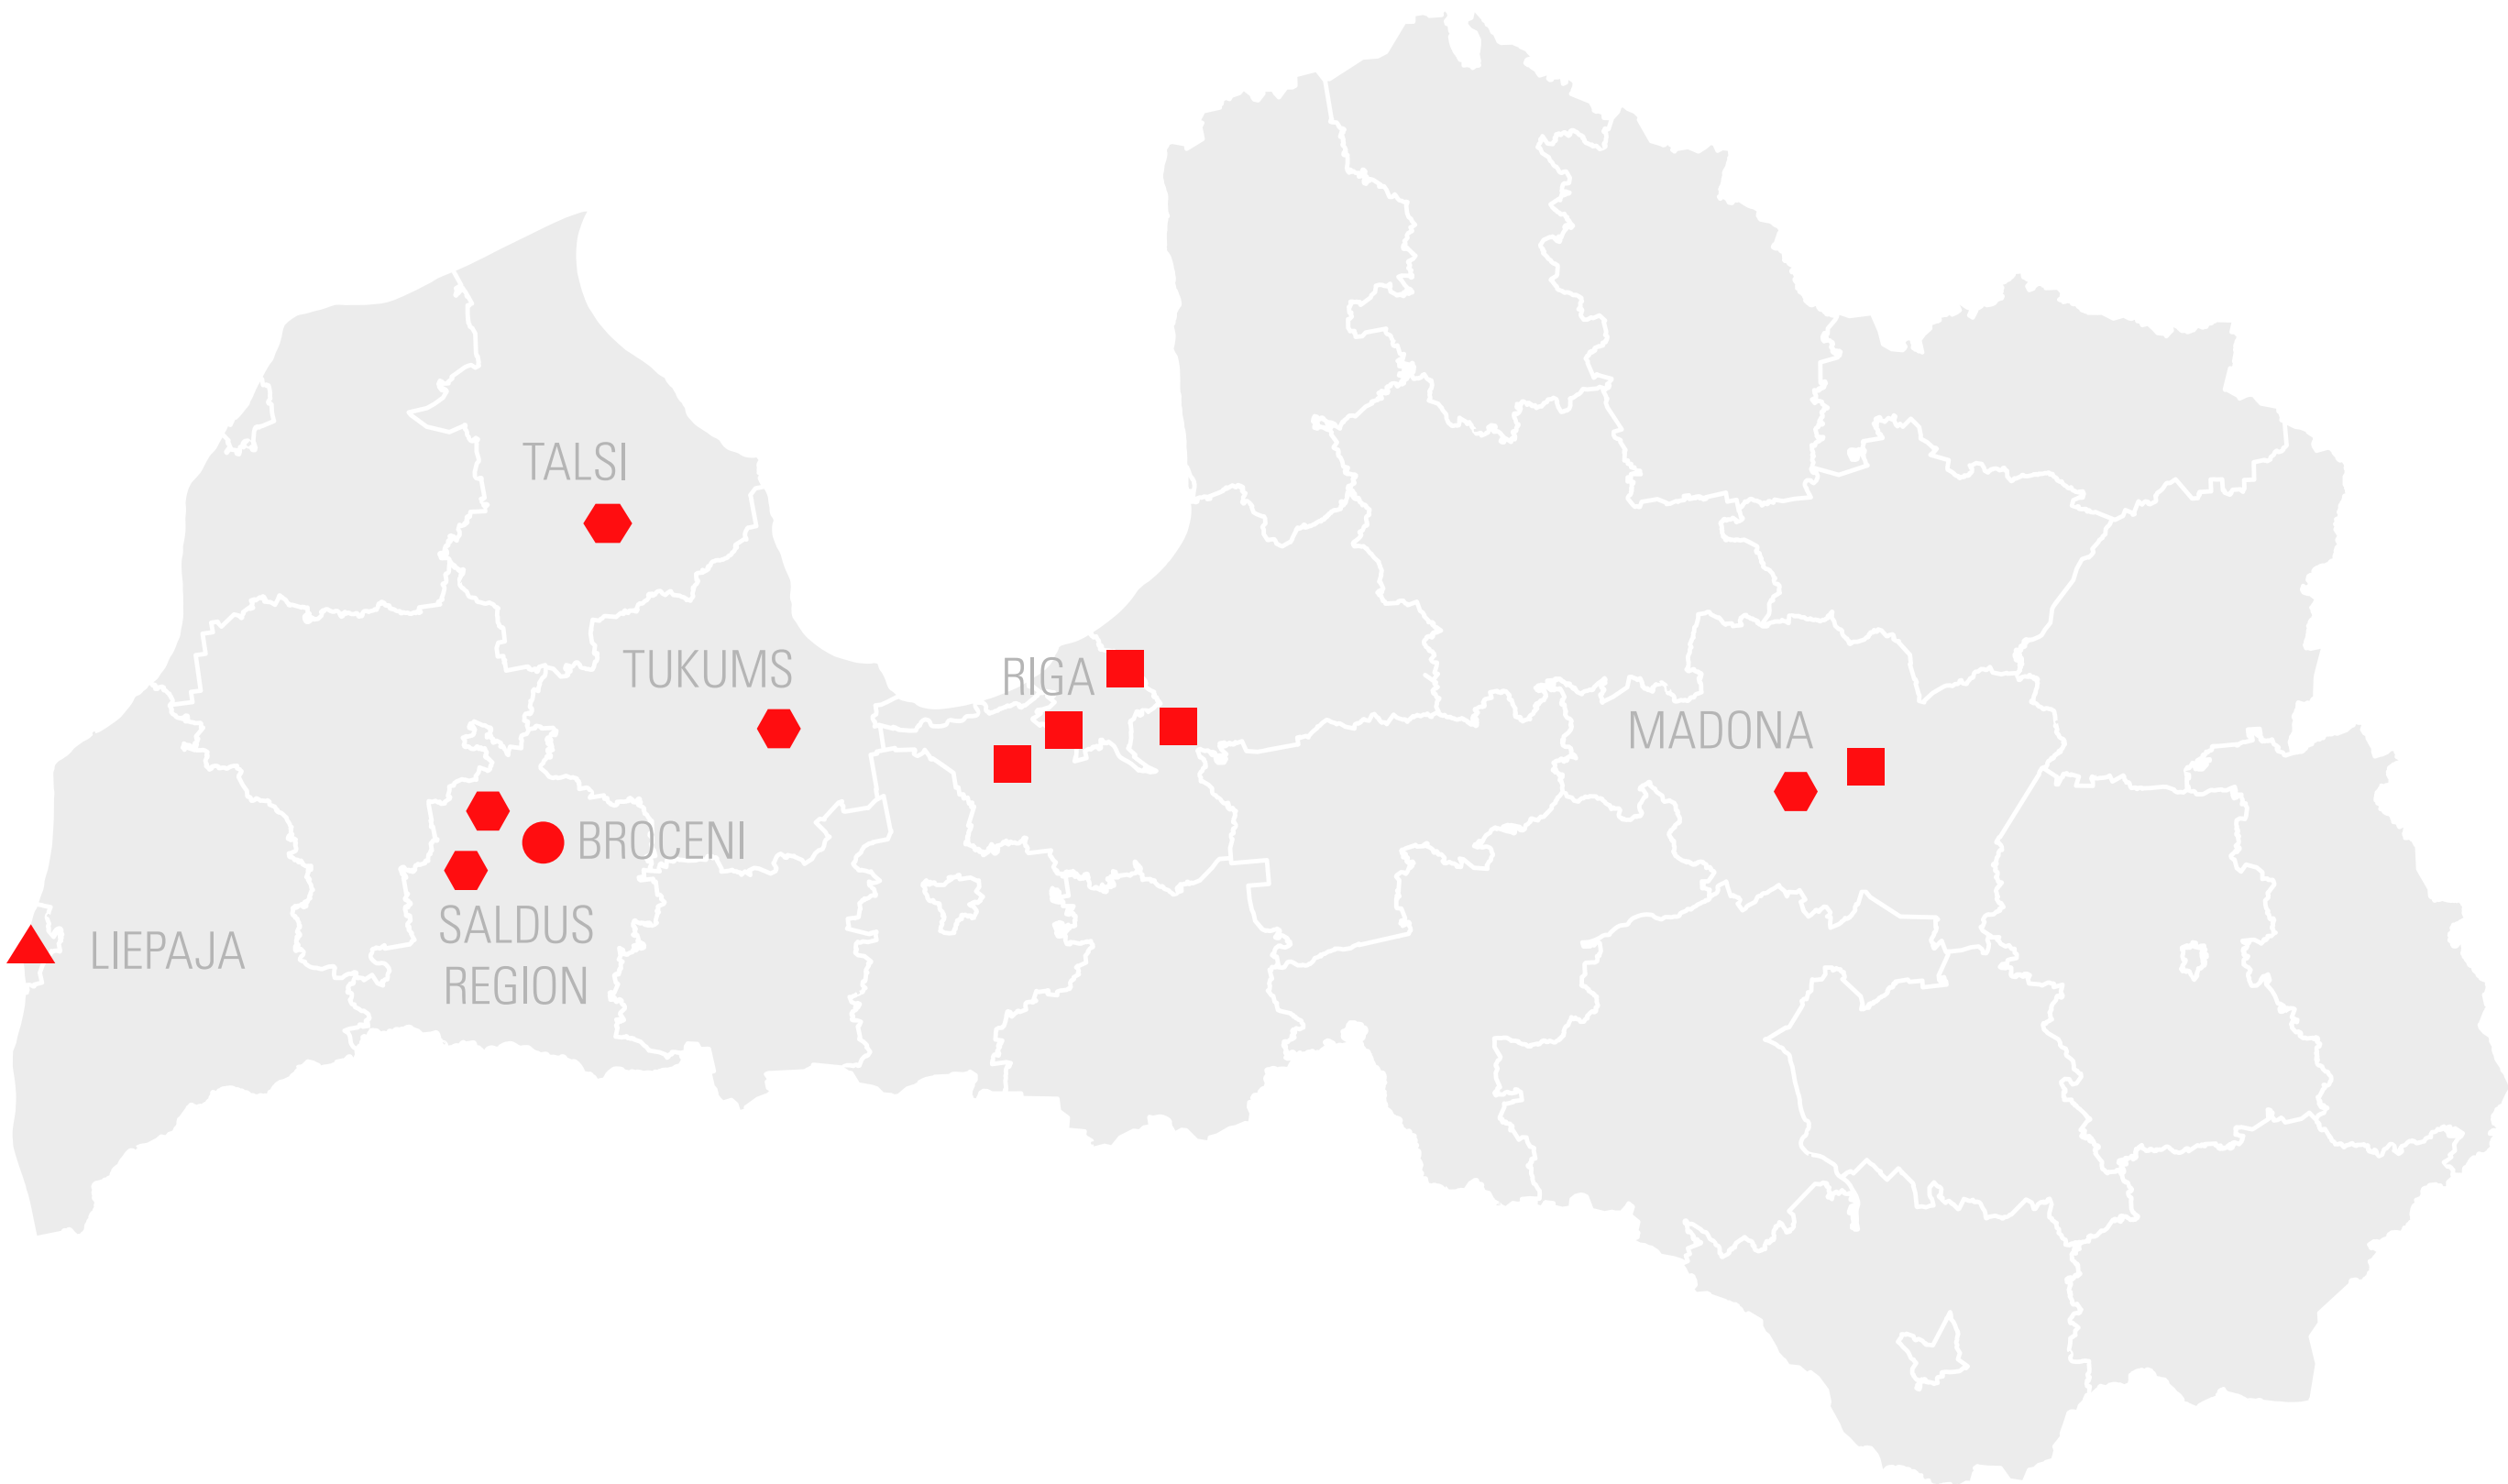 TALSI
TUKUMS
RIGA
MADONA
BROCENI
SALDUS
REGION
LIEPAJA